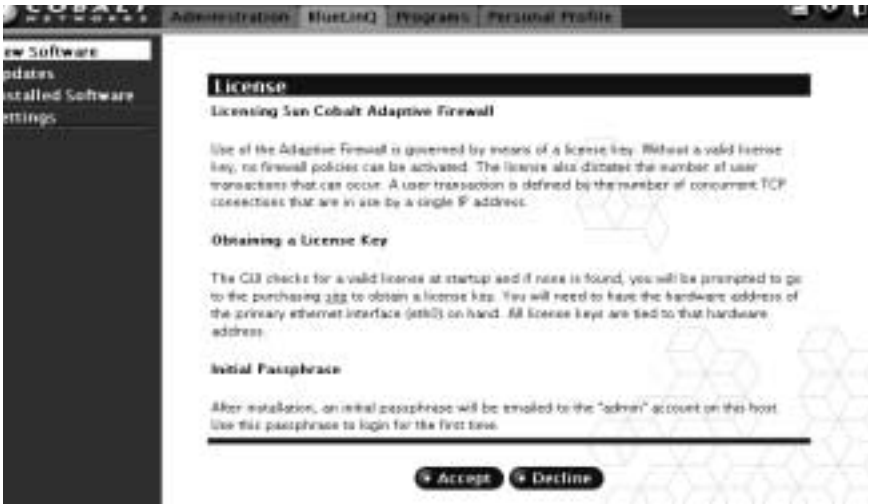 COBALT
NETWORKS
Administration BlueLinQ Programs Personal Profile
ew Software
pdates
stalled Software
ettings
License
Licensing Sun Cobalt Adaptive Firewall
Use of the Adaptive Firewall is governed by means of a license key. Without a valid license
key, no firewall policies can be activated. The license also dictates the number of user
transactions that can occur. A user transaction is defined by the number of concurrent TCP
connections that are in use by a single IP address.
Obtaining a License Key
The GUI checks for a valid license at startup and if none is found, you will be prompted to go
to the purchasing site to obtain a license key. You will need to have the hardware address of
the primary ethernet interface (eth0) on hand. All license keys are tied to that hardware
address.
Initial Passphrase
After installation, an initial passphrase will be emailed to the "admin" account on this host.
Use this passphrase to login for the first time.
Accept Decline